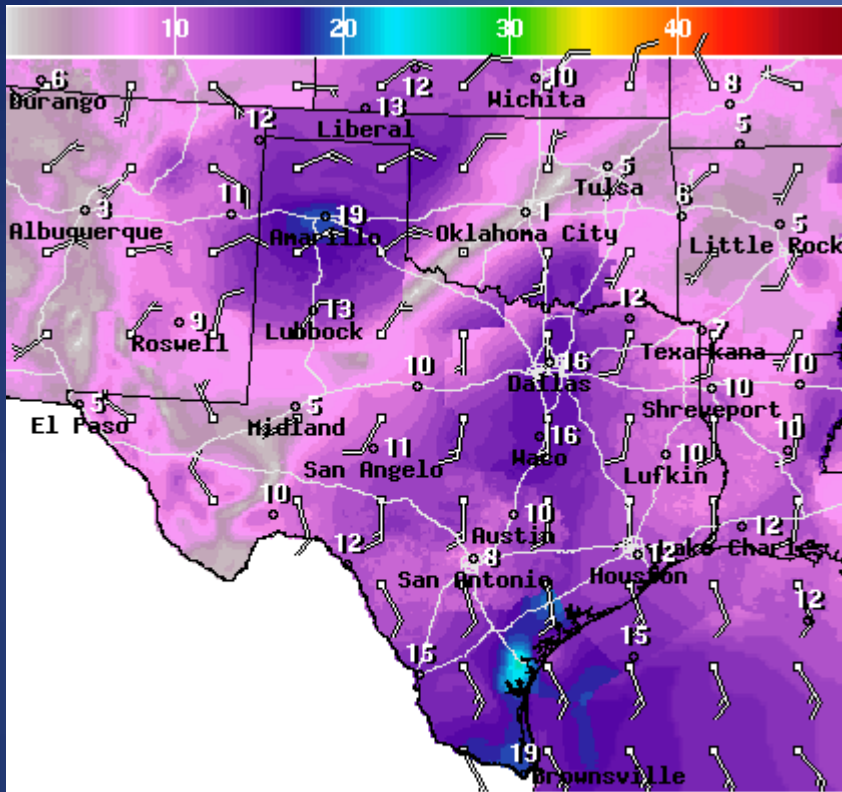 10 20 30 40
6 12 10 8
Durango 13 Wichita
12 Liberal 5
5
Tulsa
3 11 19 1 6 5
Albuquerque Amarillo Oklahoma City Little Rock
9 13 12 7
Roswell Lubbock Texarkana
10 16 10
Dallas 10
5 5 Shreveport
El Paso Midland 16 10
11 Waco 10
San Angelo Lufkin
10 10 12
Austin Lake Charles
12 8 12
San Antonio Houston
12
15 15
19
Brownsville